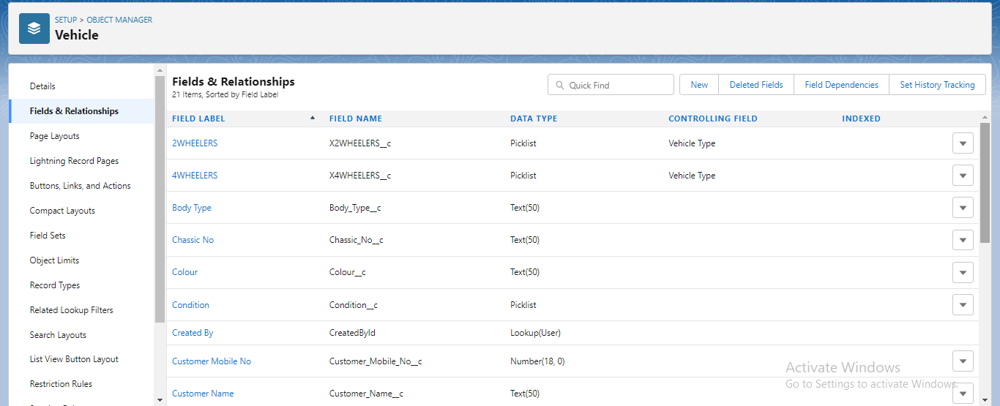 SETUP > OBJECT MANAGER
Vehicle
Details
Fields & Relationships
Page Layouts
Lightning Record Pages
Buttons, Links, and Actions
Compact Layouts
Field Sets
Object Limits
Record Types
Related Lookup Filters
Search Layouts
List View Button Layout
Restriction Rules
Fields & Relationships
21 Items, Sorted by Field Label
Quick Find
New
Deleted Fields
Field Dependencies
Set History Tracking
FIELD LABEL FIELD NAME DATA TYPE CONTROLLING FIELD INDEXED
2WHEELERS X2WHEELERS__c Picklist Vehicle Type
4WHEELERS X4WHEELERS__c Picklist Vehicle Type
Body Type Body_Type__c Text(50)
Chassic No Chassic_No__c Text(50)
Colour Colour__c Text(50)
Condition Condition__c Picklist
Created By CreatedById Lookup(User)
Customer Mobile No Customer_Mobile_No__c Number(18, 0)
Customer Name Customer_Name__c Text(50)
Activate Windows
Go to Settings to activate Windows.